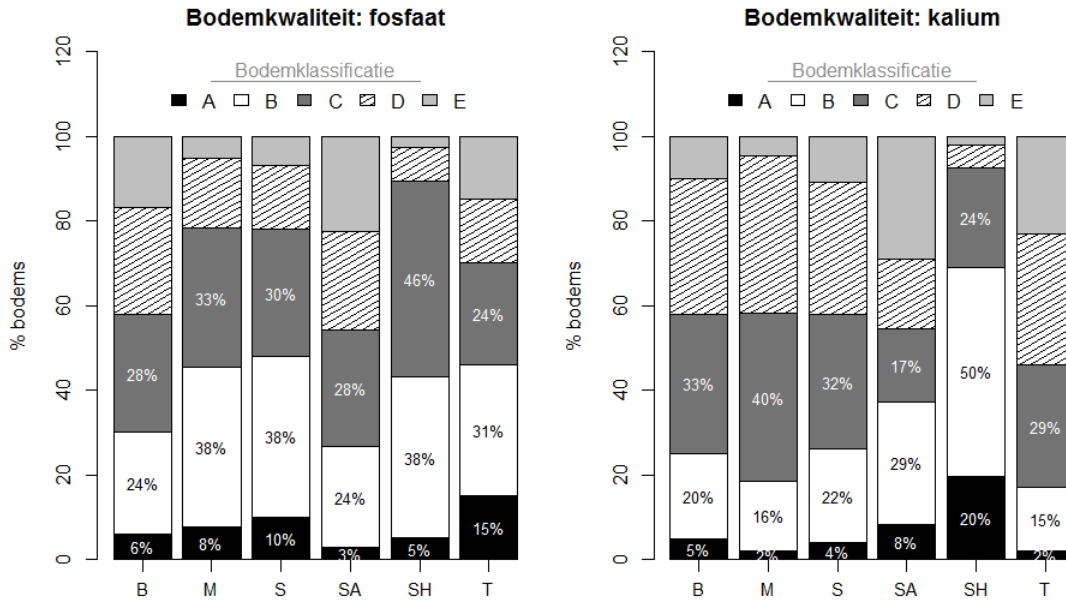 Bodemkwaliteit: fosfaat
% bodems
120
100
80
60
40
20
0
Bodemklassificatie
A B C D E
28% 24% 6%
33% 38% 8%
30% 38% 10%
28% 24% 3%
46% 38% 5%
24% 31% 15%
B M S SA SH T
Bodemkwaliteit: kalium
% bodems
120
100
80
60
40
20
0
Bodemklassificatie
A B C D E
33% 20% 5%
40% 16% 2%
32% 22% 4%
17% 29% 8%
24% 50% 20%
29% 15% 2%
B M S SA SH T